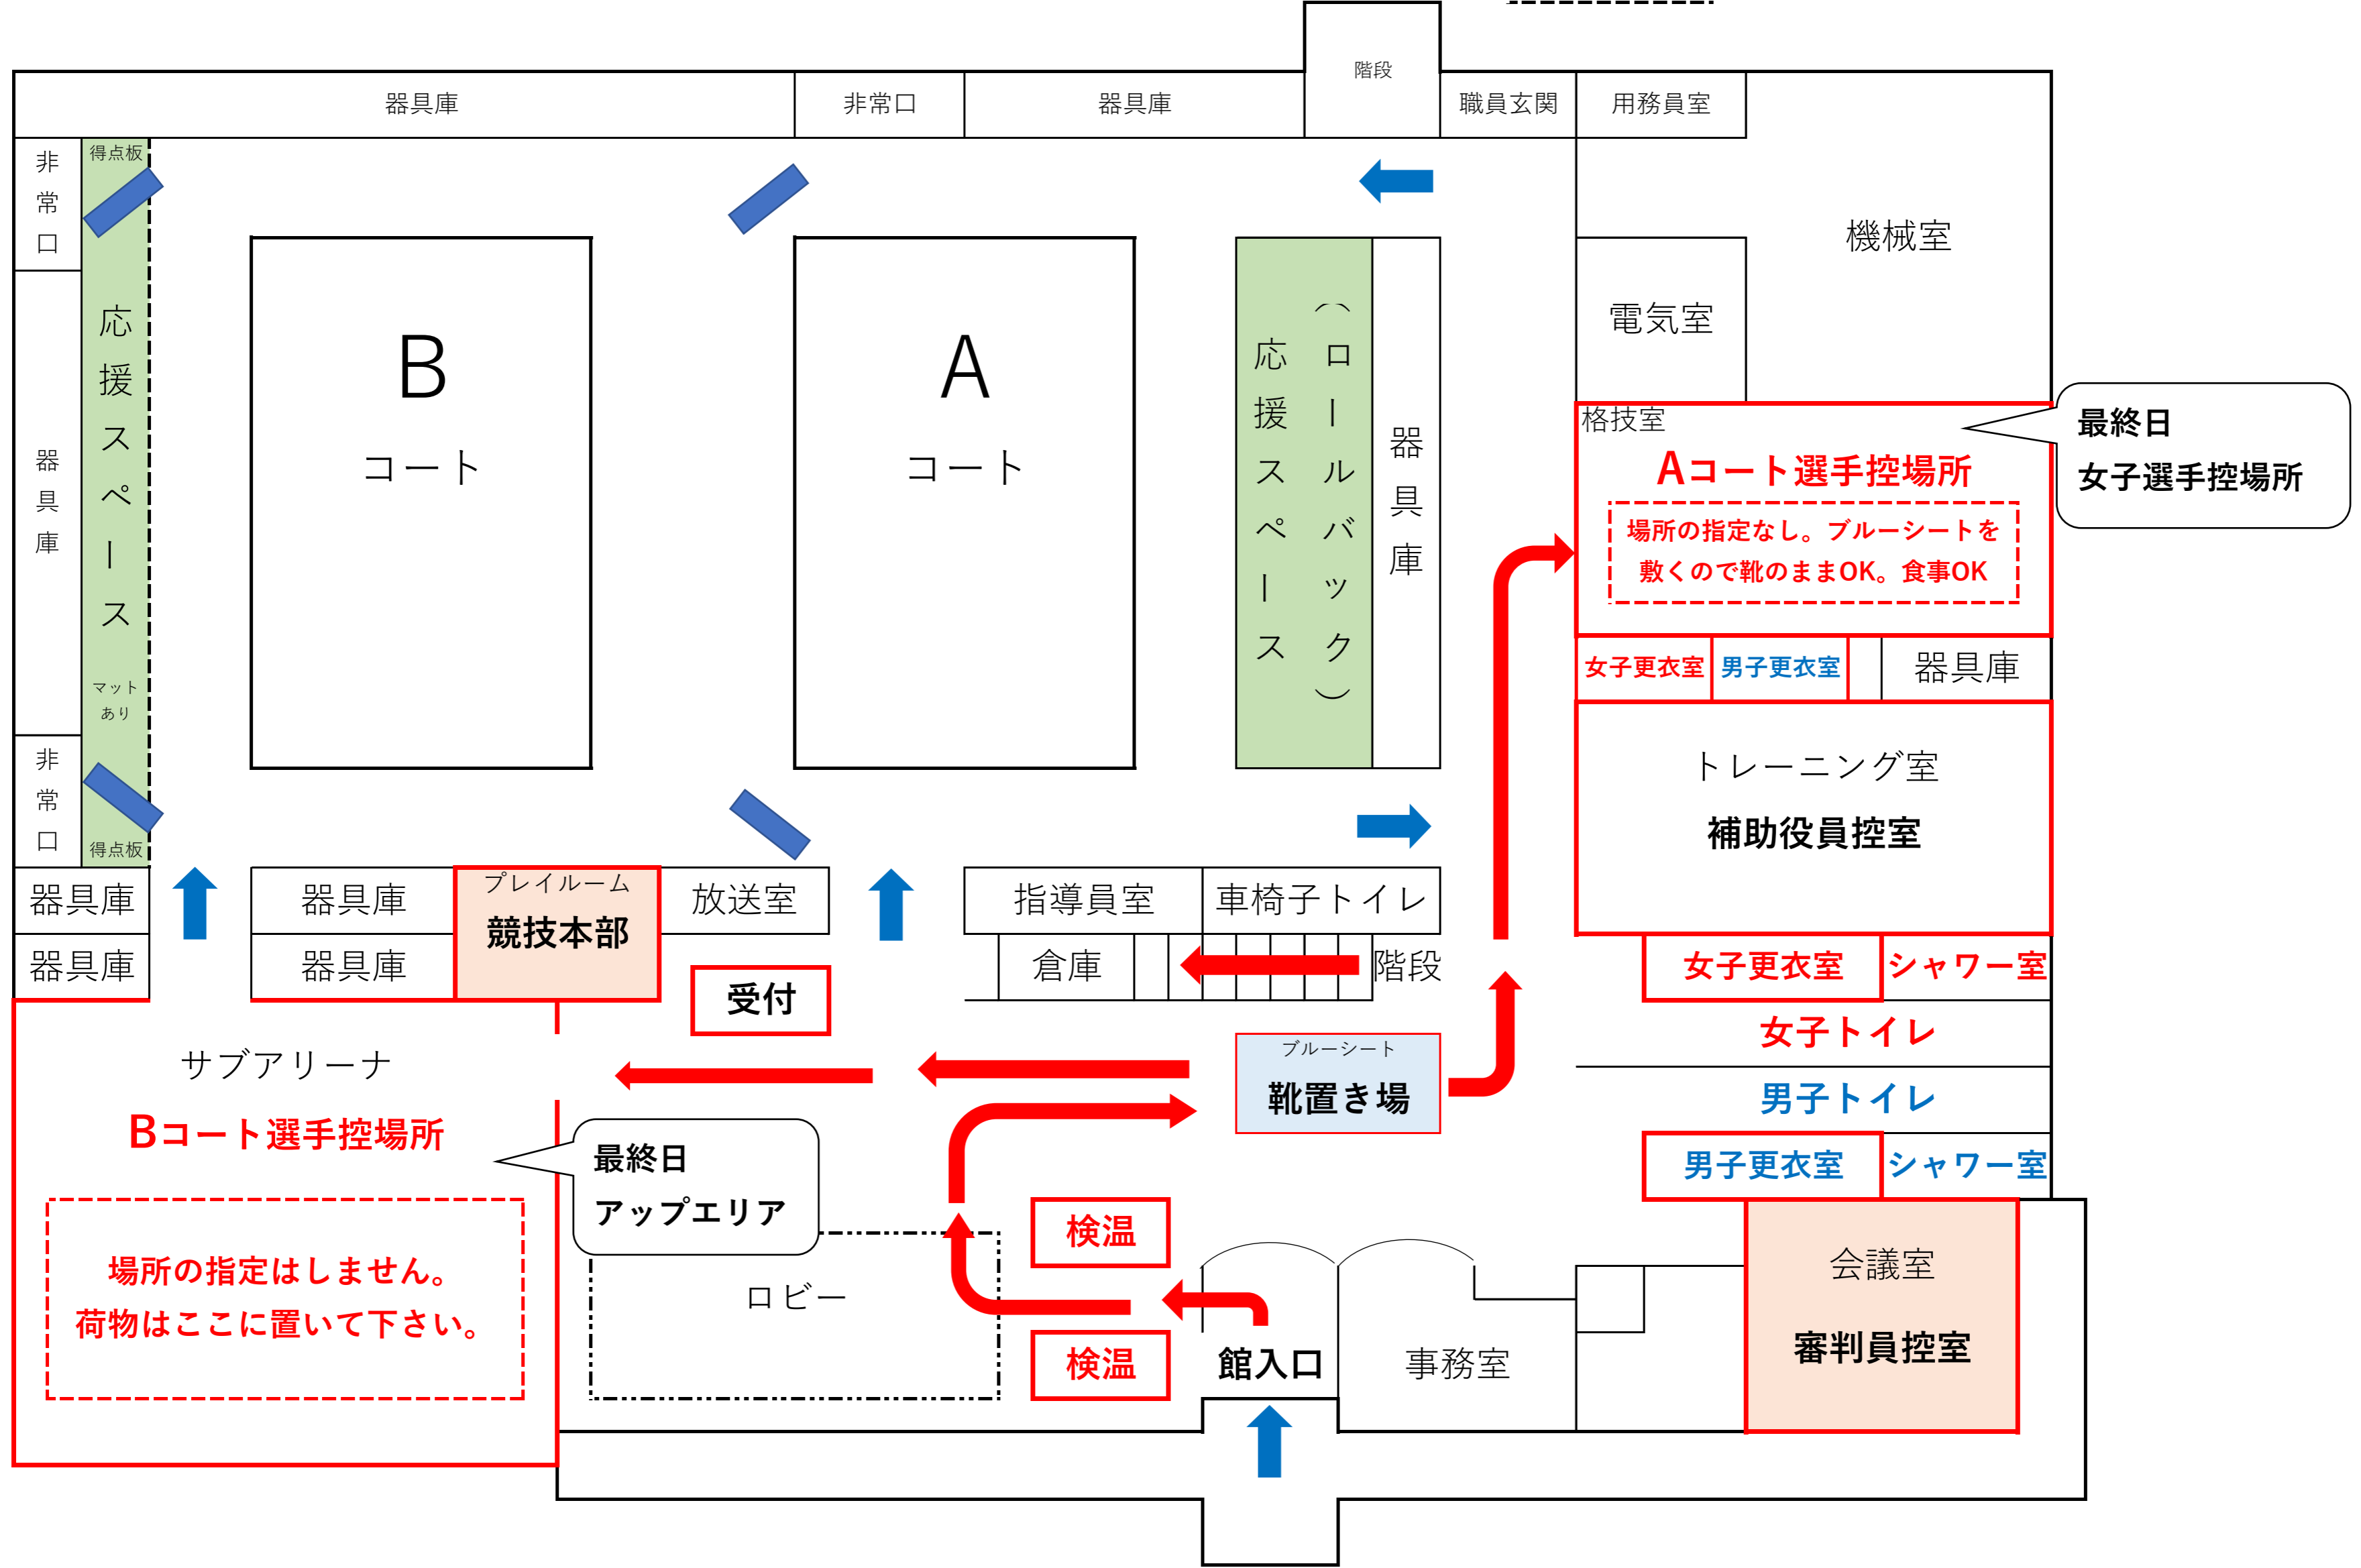 階段
器具庫
非常口
器具庫
職員玄関
用務員室
非常口
得点板
機械室
電気室
応援スペース
B
コート
A
コート
応援スペース
（ロールバック）
器具庫
器具庫
格技室
Aコート選手控場所
場所の指定なし。ブルーシートを
敷くので靴のままOK。食事OK
最終日
女子選手控場所
女子更衣室
男子更衣室
器具庫
マット
あり
非常口
得点板
トレーニング室
補助役員控室
器具庫
器具庫
プレイルーム
競技本部
放送室
指導員室
車椅子トイレ
器具庫
器具庫
倉庫
階段
女子更衣室
シャワー室
受付
女子トイレ
サブアリーナ
Bコート選手控場所
ブルーシート
靴置き場
男子トイレ
最終日
アップエリア
男子更衣室
シャワー室
場所の指定はしません。
荷物はここに置いて下さい。
ロビー
検温
検温
館入口
事務室
会議室
審判員控室